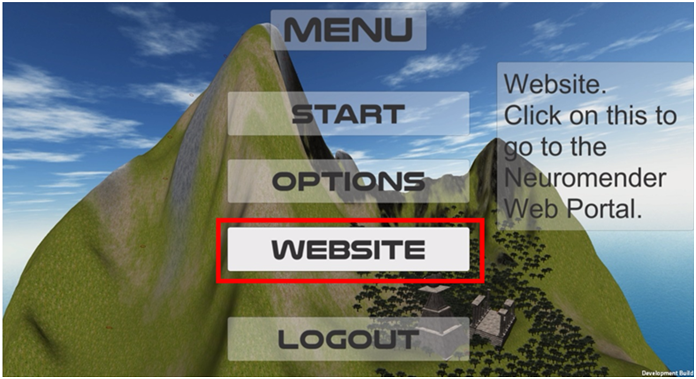 MENU
START
OPTIONS
WEBSITE
LOGOUT
Website.
Click on this to
go to the
Neuromender
Web Portal.
Development Build